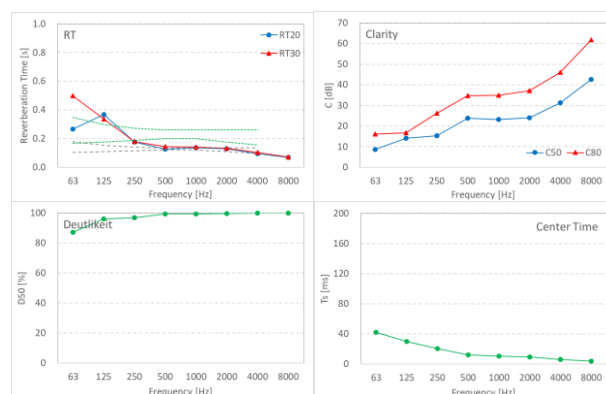 RT
RT20
RT30
Reverberation Time [s]
1.0
0.8
0.6
0.4
0.2
0.0
63 125 250 500 1000 2000 4000 8000
Frequency [Hz]
Clarity
C [dB]
60
50
40
30
20
10
0
C50 C80
63 125 250 500 1000 2000 4000 8000
Frequency [Hz]
Deutlikeit
D50 [%]
100
80
60
40
20
0
63 125 250 500 1000 2000 4000 8000
Frequency [Hz]
Center Time
Ts [ms]
200
160
120
80
40
0
63 125 250 500 1000 2000 4000 8000
Frequency [Hz]